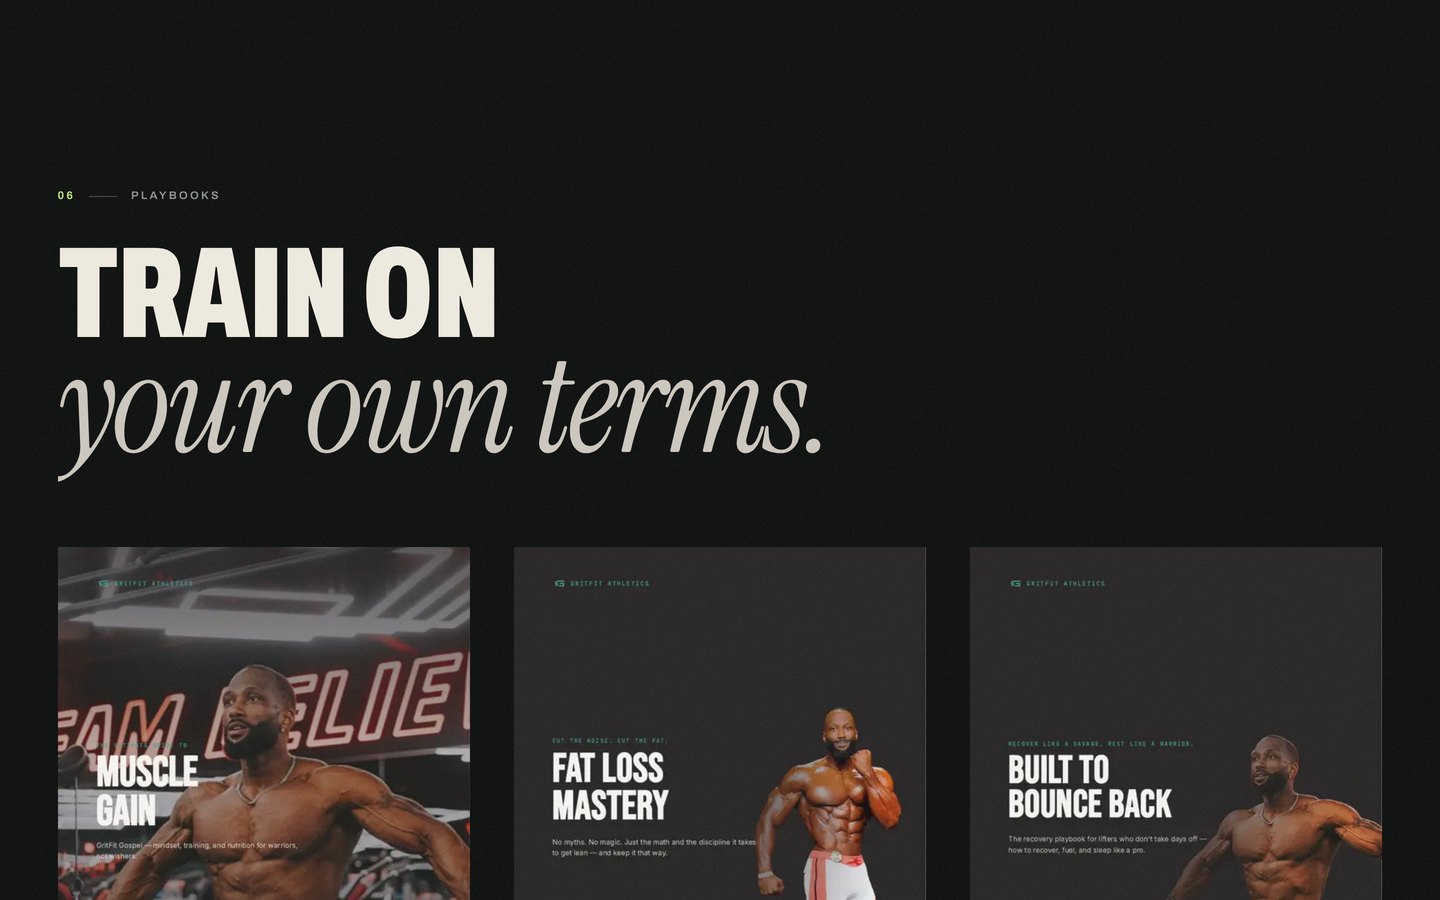 06 PLAYBOOKS
TRAIN ON
your own terms.
GRITFIT ATHLETICS
MUSCLE
GAIN
GritFit Gospel — mindset, training, and nutrition for warriors,
not wishers.
GRITFIT ATHLETICS
CUT THE NOISE. CUT THE FAT.
FAT LOSS
MASTERY
No myths. No magic. Just the math and the discipline it takes
to get lean — and keep it that way.
GRITFIT ATHLETICS
RECOVER LIKE A SAVAGE, REST LIKE A WARRIOR.
BUILT TO
BOUNCE BACK
The recovery playbook for lifters who don't take days off —
how to recover, fuel, and sleep like a pro.